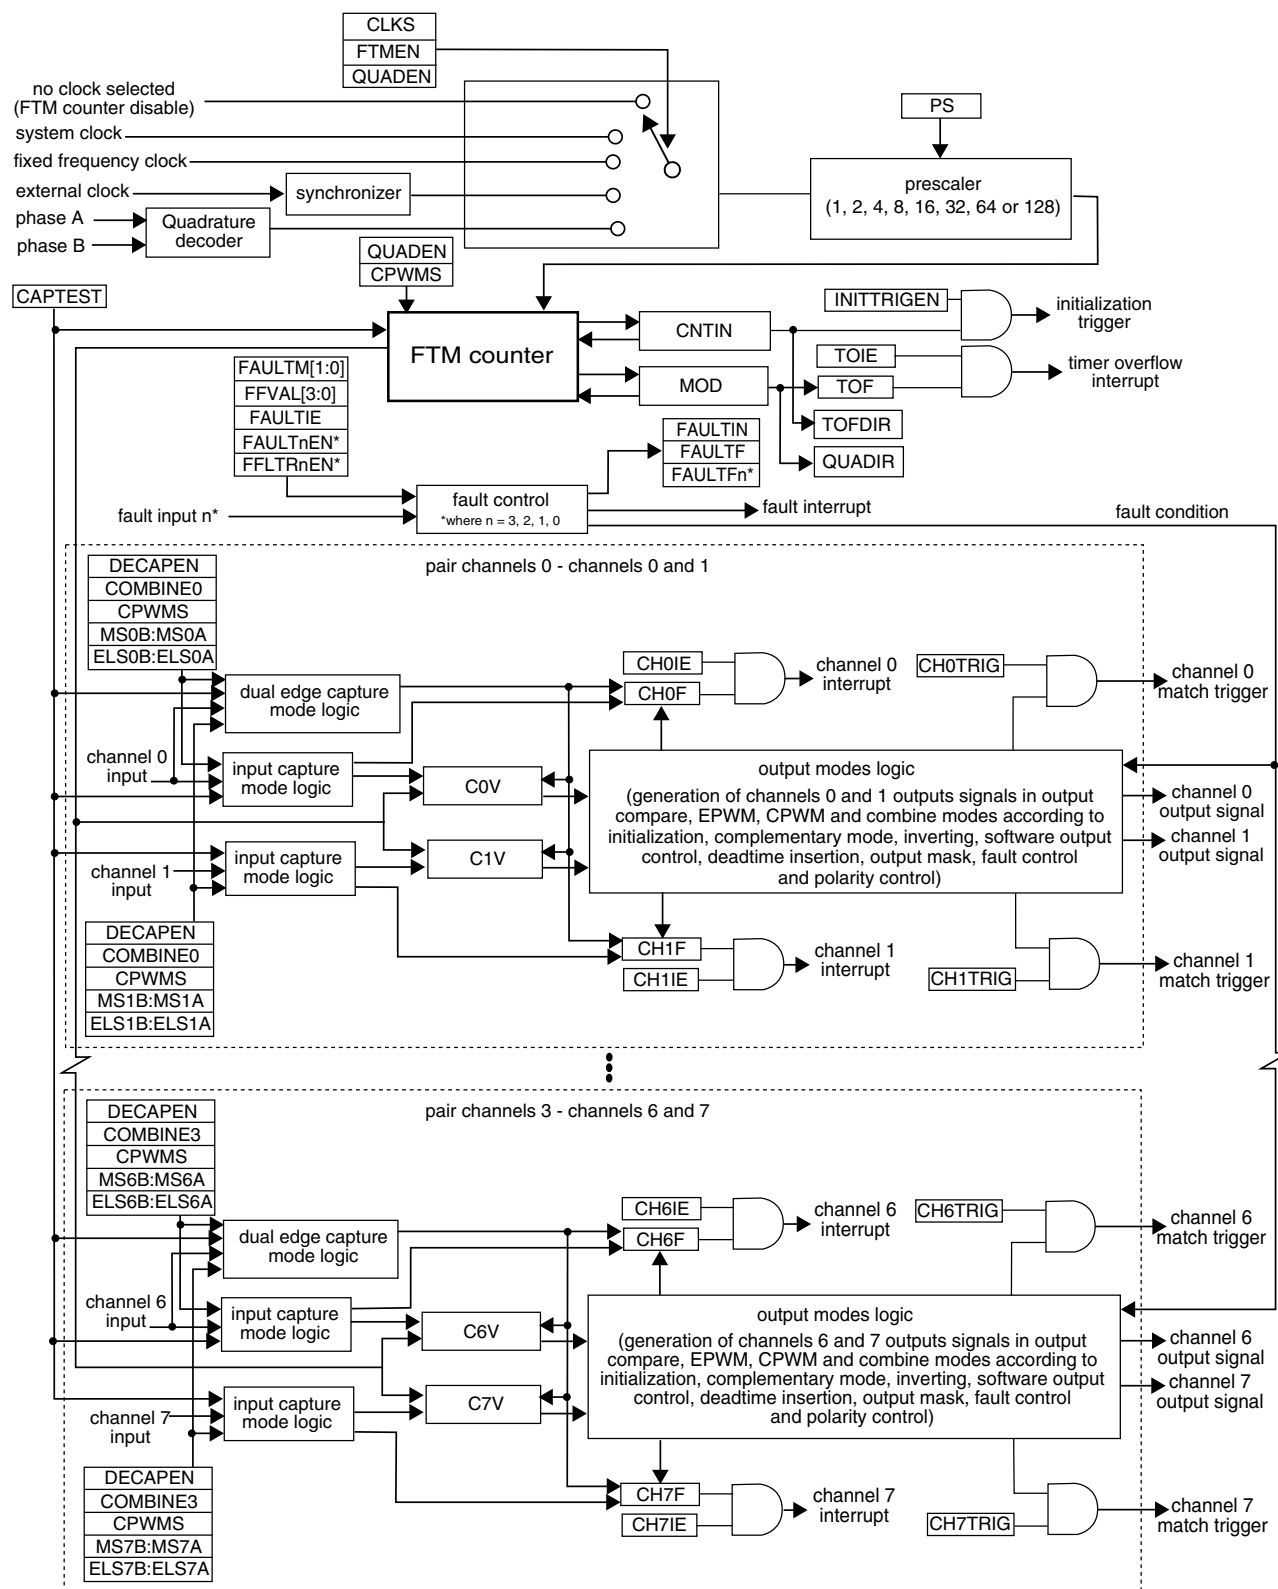 CLKS
FTMEN
QUADEN
no clock selected
(FTM counter disable)
system clock
fixed frequency clock
external clock
synchronizer
phase A
phase B
Quadrature
decoder
PS
prescaler
(1, 2, 4, 8, 16, 32, 64 or 128)
QUADEN
CPWMS
CAPTEST
FTM counter
CNTIN
MOD
INITTRIGEN
initialization
trigger
TOIE
TOF
timer overflow
interrupt
TOFDIR
QUADIR
FAULTM[1:0]
FFVAL[3:0]
FAULTIE
FAULTnEN*
FFLTRnEN*
FAULTIN
FAULTF
FAULTFn*
fault input n*
fault control
*where n = 3, 2, 1, 0
fault interrupt
fault condition
pair channels 0 - channels 0 and 1
DECAPEN
COMBINE0
CPWMS
MS0B:MS0A
ELS0B:ELS0A
dual edge capture
mode logic
channel 0
input
input capture
mode logic
C0V
CH0IE
CH0F
channel 0
interrupt
CH0TRIG
channel 0
match trigger
output modes logic
(generation of channels 0 and 1 outputs signals in output
compare, EPWM, CPWM and combine modes according to
initialization, complementary mode, inverting, software output
control, deadtime insertion, output mask, fault control
and polarity control)
channel 0
output signal
channel 1
output signal
channel 1
input
input capture
mode logic
C1V
DECAPEN
COMBINE0
CPWMS
MS1B:MS1A
ELS1B:ELS1A
CH1F
CH1IE
channel 1
interrupt
CH1TRIG
channel 1
match trigger
pair channels 3 - channels 6 and 7
DECAPEN
COMBINE3
CPWMS
MS6B:MS6A
ELS6B:ELS6A
dual edge capture
mode logic
channel 6
input
input capture
mode logic
C6V
CH6IE
CH6F
channel 6
interrupt
CH6TRIG
channel 6
match trigger
output modes logic
(generation of channels 6 and 7 outputs signals in output
compare, EPWM, CPWM and combine modes according to
initialization, complementary mode, inverting, software output
control, deadtime insertion, output mask, fault control
and polarity control)
channel 6
output signal
channel 7
output signal
channel 7
input
input capture
mode logic
C7V
DECAPEN
COMBINE3
CPWMS
MS7B:MS7A
ELS7B:ELS7A
CH7F
CH7IE
channel 7
interrupt
CH7TRIG
channel 7
match trigger